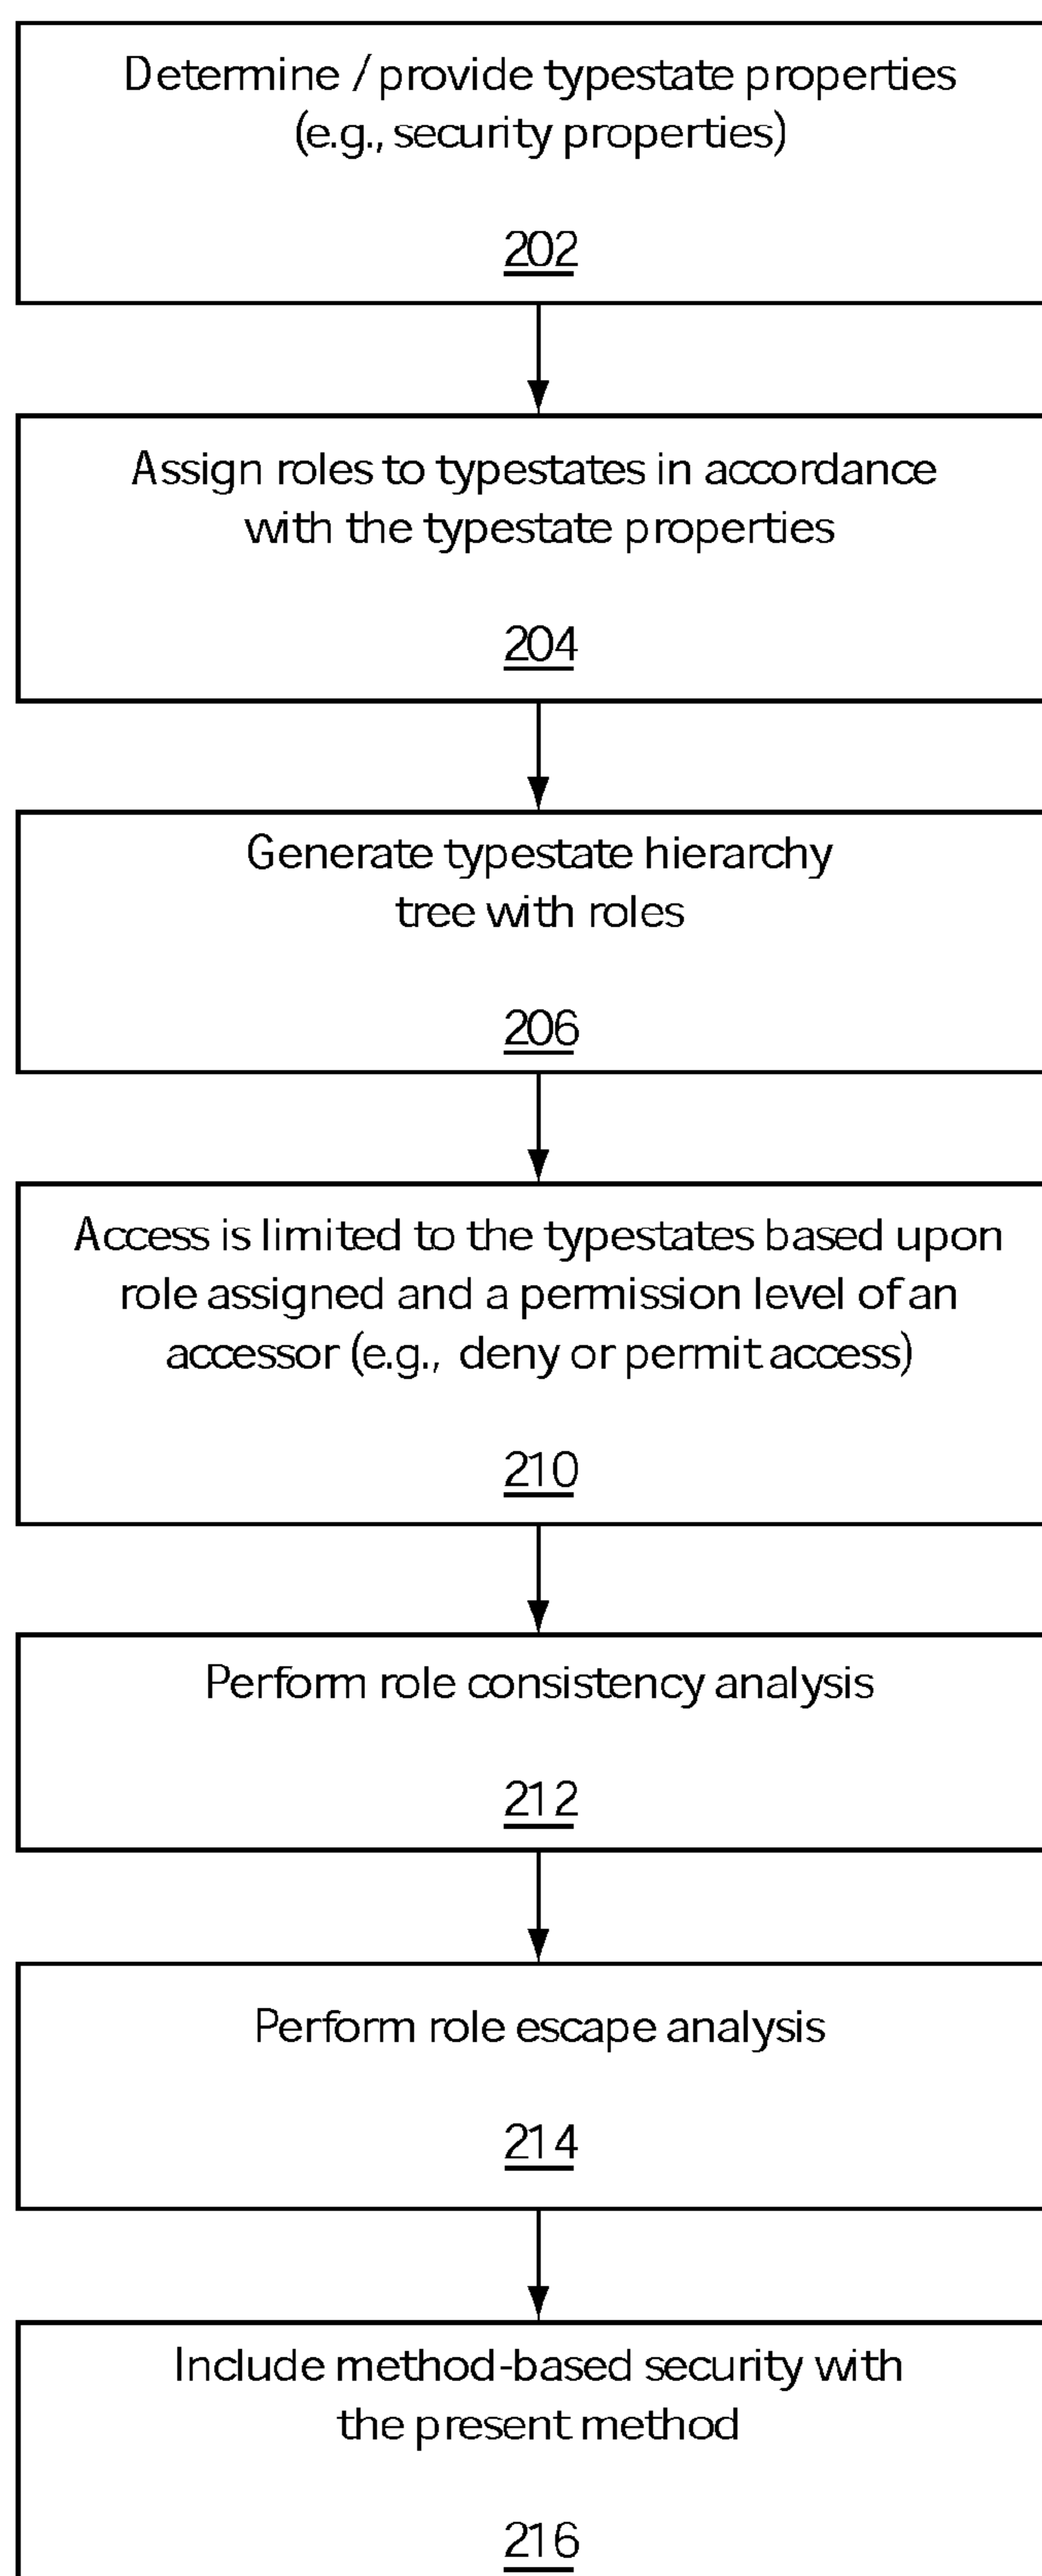 Determine / provide typestate properties
(e.g., security properties)
202
Assign roles to typestates in accordance
with the typestate properties
204
Generate typestate hierarchy
tree with roles
206
Access is limited to the typestates based upon
role assigned and a permission level of an
accessor (e.g., deny or permit access)
210
Perform role consistency analysis
212
Perform role escape analysis
214
Include method-based security with
the present method
216